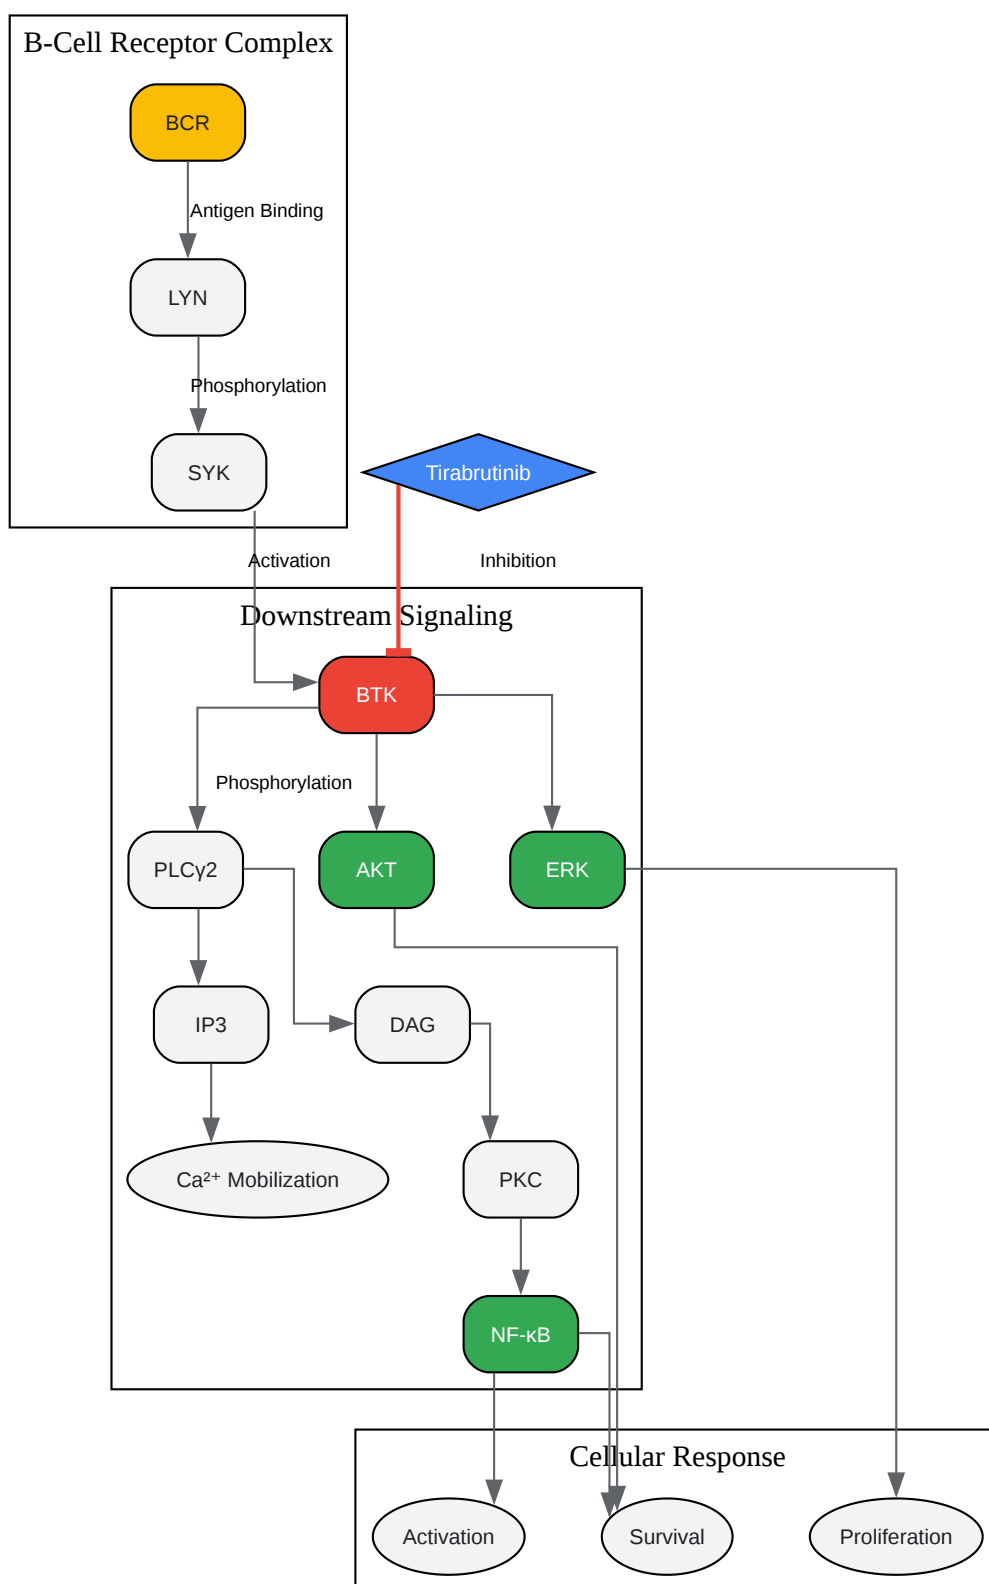 B-Cell Receptor Complex
BCR
Antigen Binding
LYN
Phosphorylation
SYK
Tirabrutinib
Activation
Inhibition
Downstream Signaling
BTK
Phosphorylation
PLCγ2
AKT
ERK
IP3
DAG
Ca²⁺ Mobilization
PKC
NF-κB
Cellular Response
Activation
Survival
Proliferation